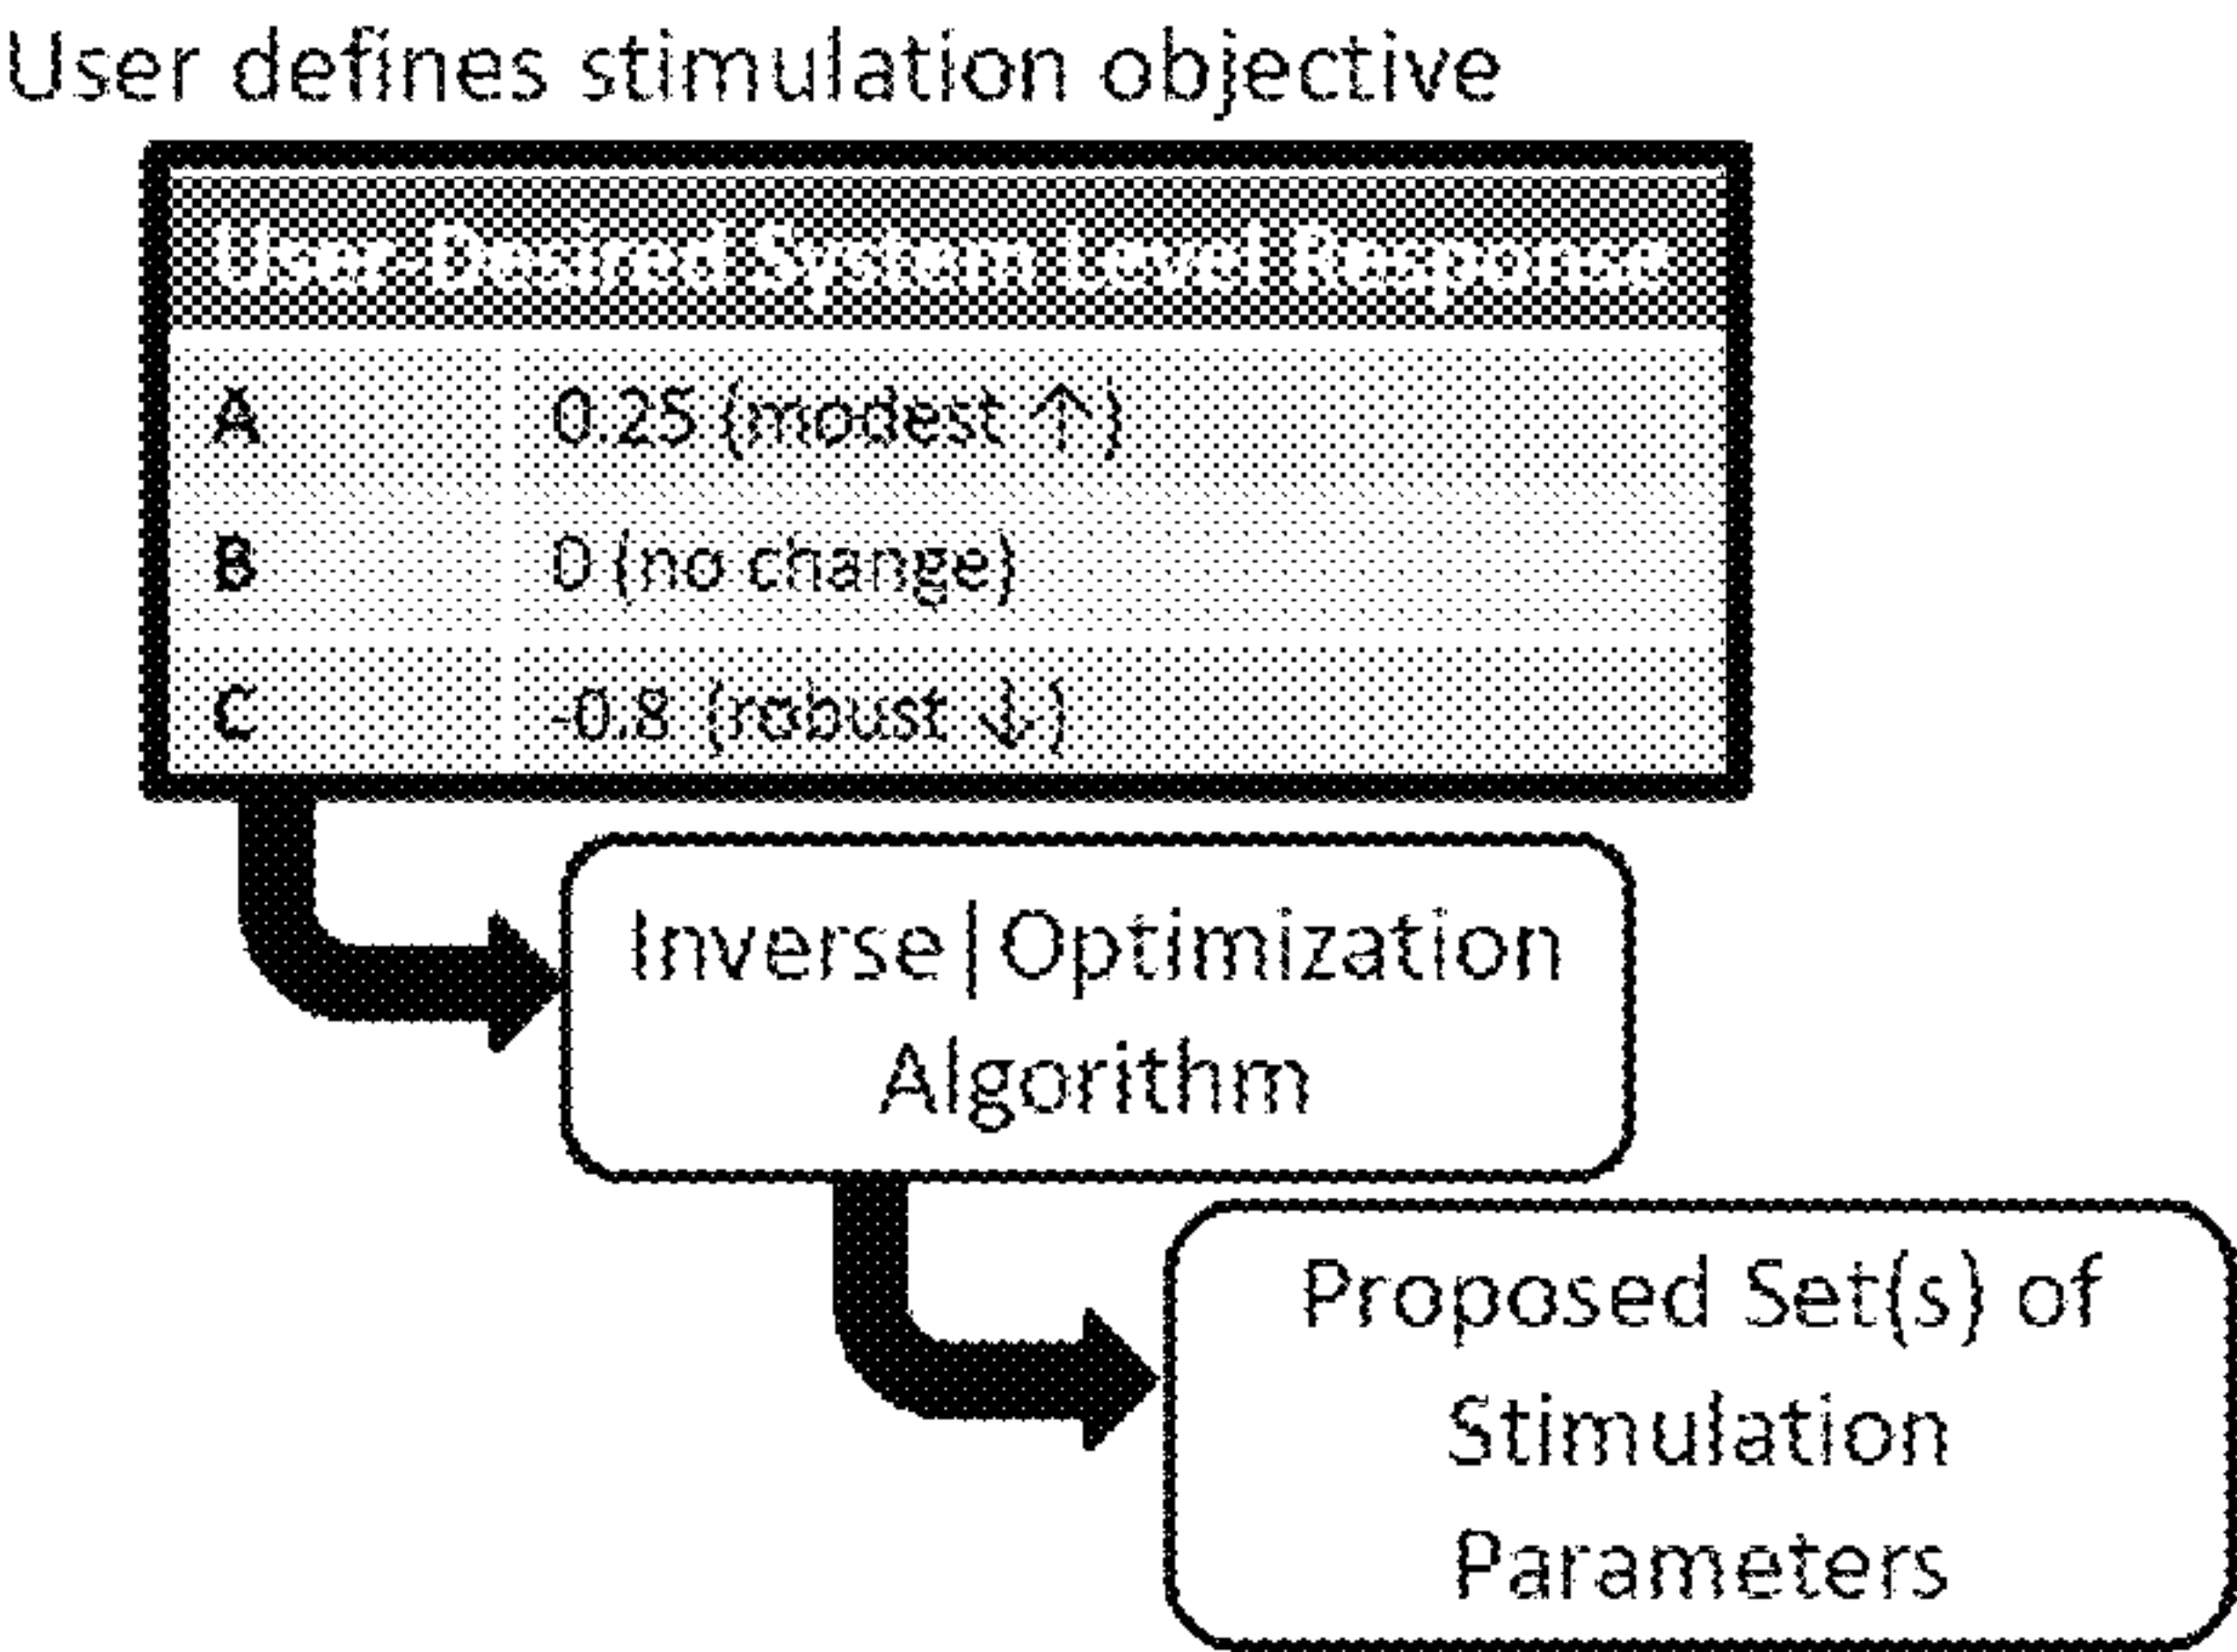 User defines stimulation objective
User-Desired System Level Response
A 0.25 (modest ↑)
B 0 (no change)
C -0.8 (robust ↓)
Inverse|Optimization
Algorithm
Proposed Set(s) of
Stimulation
Parameters